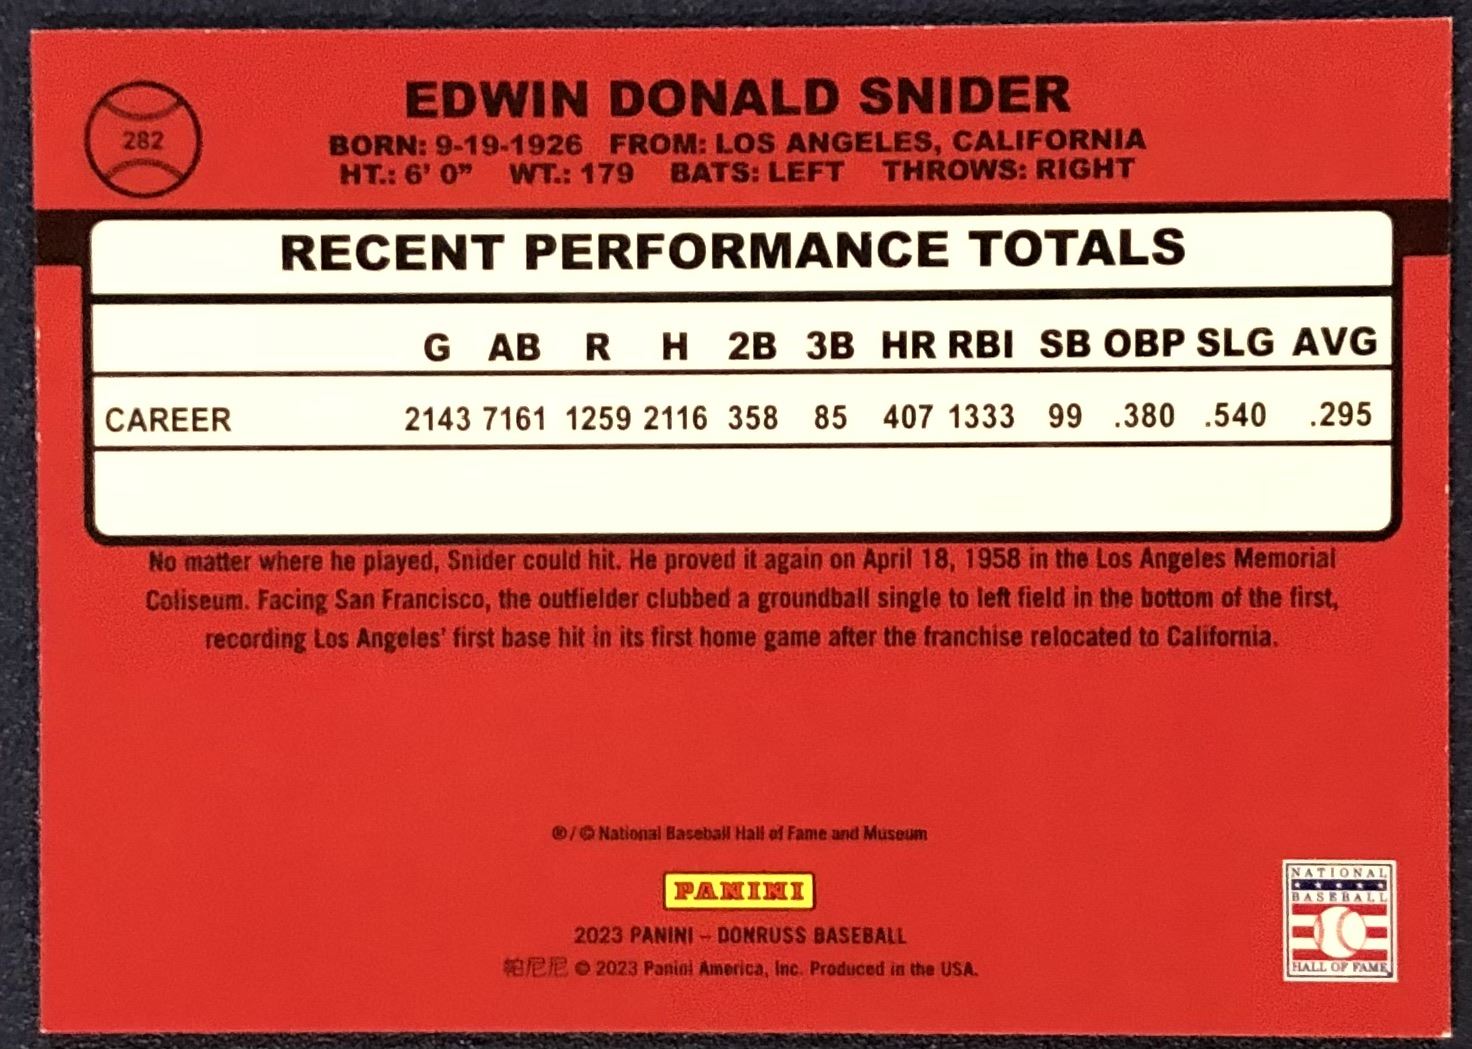 282
EDWIN DONALD SNIDER
BORN: 9-19-1926 FROM: LOS ANGELES, CALIFORNIA
HT.: 6' 0" WT.: 179 BATS: LEFT THROWS: RIGHT
RECENT PERFORMANCE TOTALS
G AB R H 2B 3B HR RBI SB OBP SLG AVG
CAREER 2143 7161 1259 2116 358 85 407 1333 99 .380 .540 .295
No matter where he played, Snider could hit. He proved it again on April 18, 1958 in the Los Angeles Memorial
Coliseum. Facing San Francisco, the outfielder clubbed a groundball single to left field in the bottom of the first,
recording Los Angeles' first base hit in its first home game after the franchise relocated to California.
®/© National Baseball Hall of Fame and Museum
PANINI
2023 PANINI – DONRUSS BASEBALL
帕尼尼 © 2023 Panini America, Inc. Produced in the USA.
NATIONAL
BASEBALL
HALL OF FAME